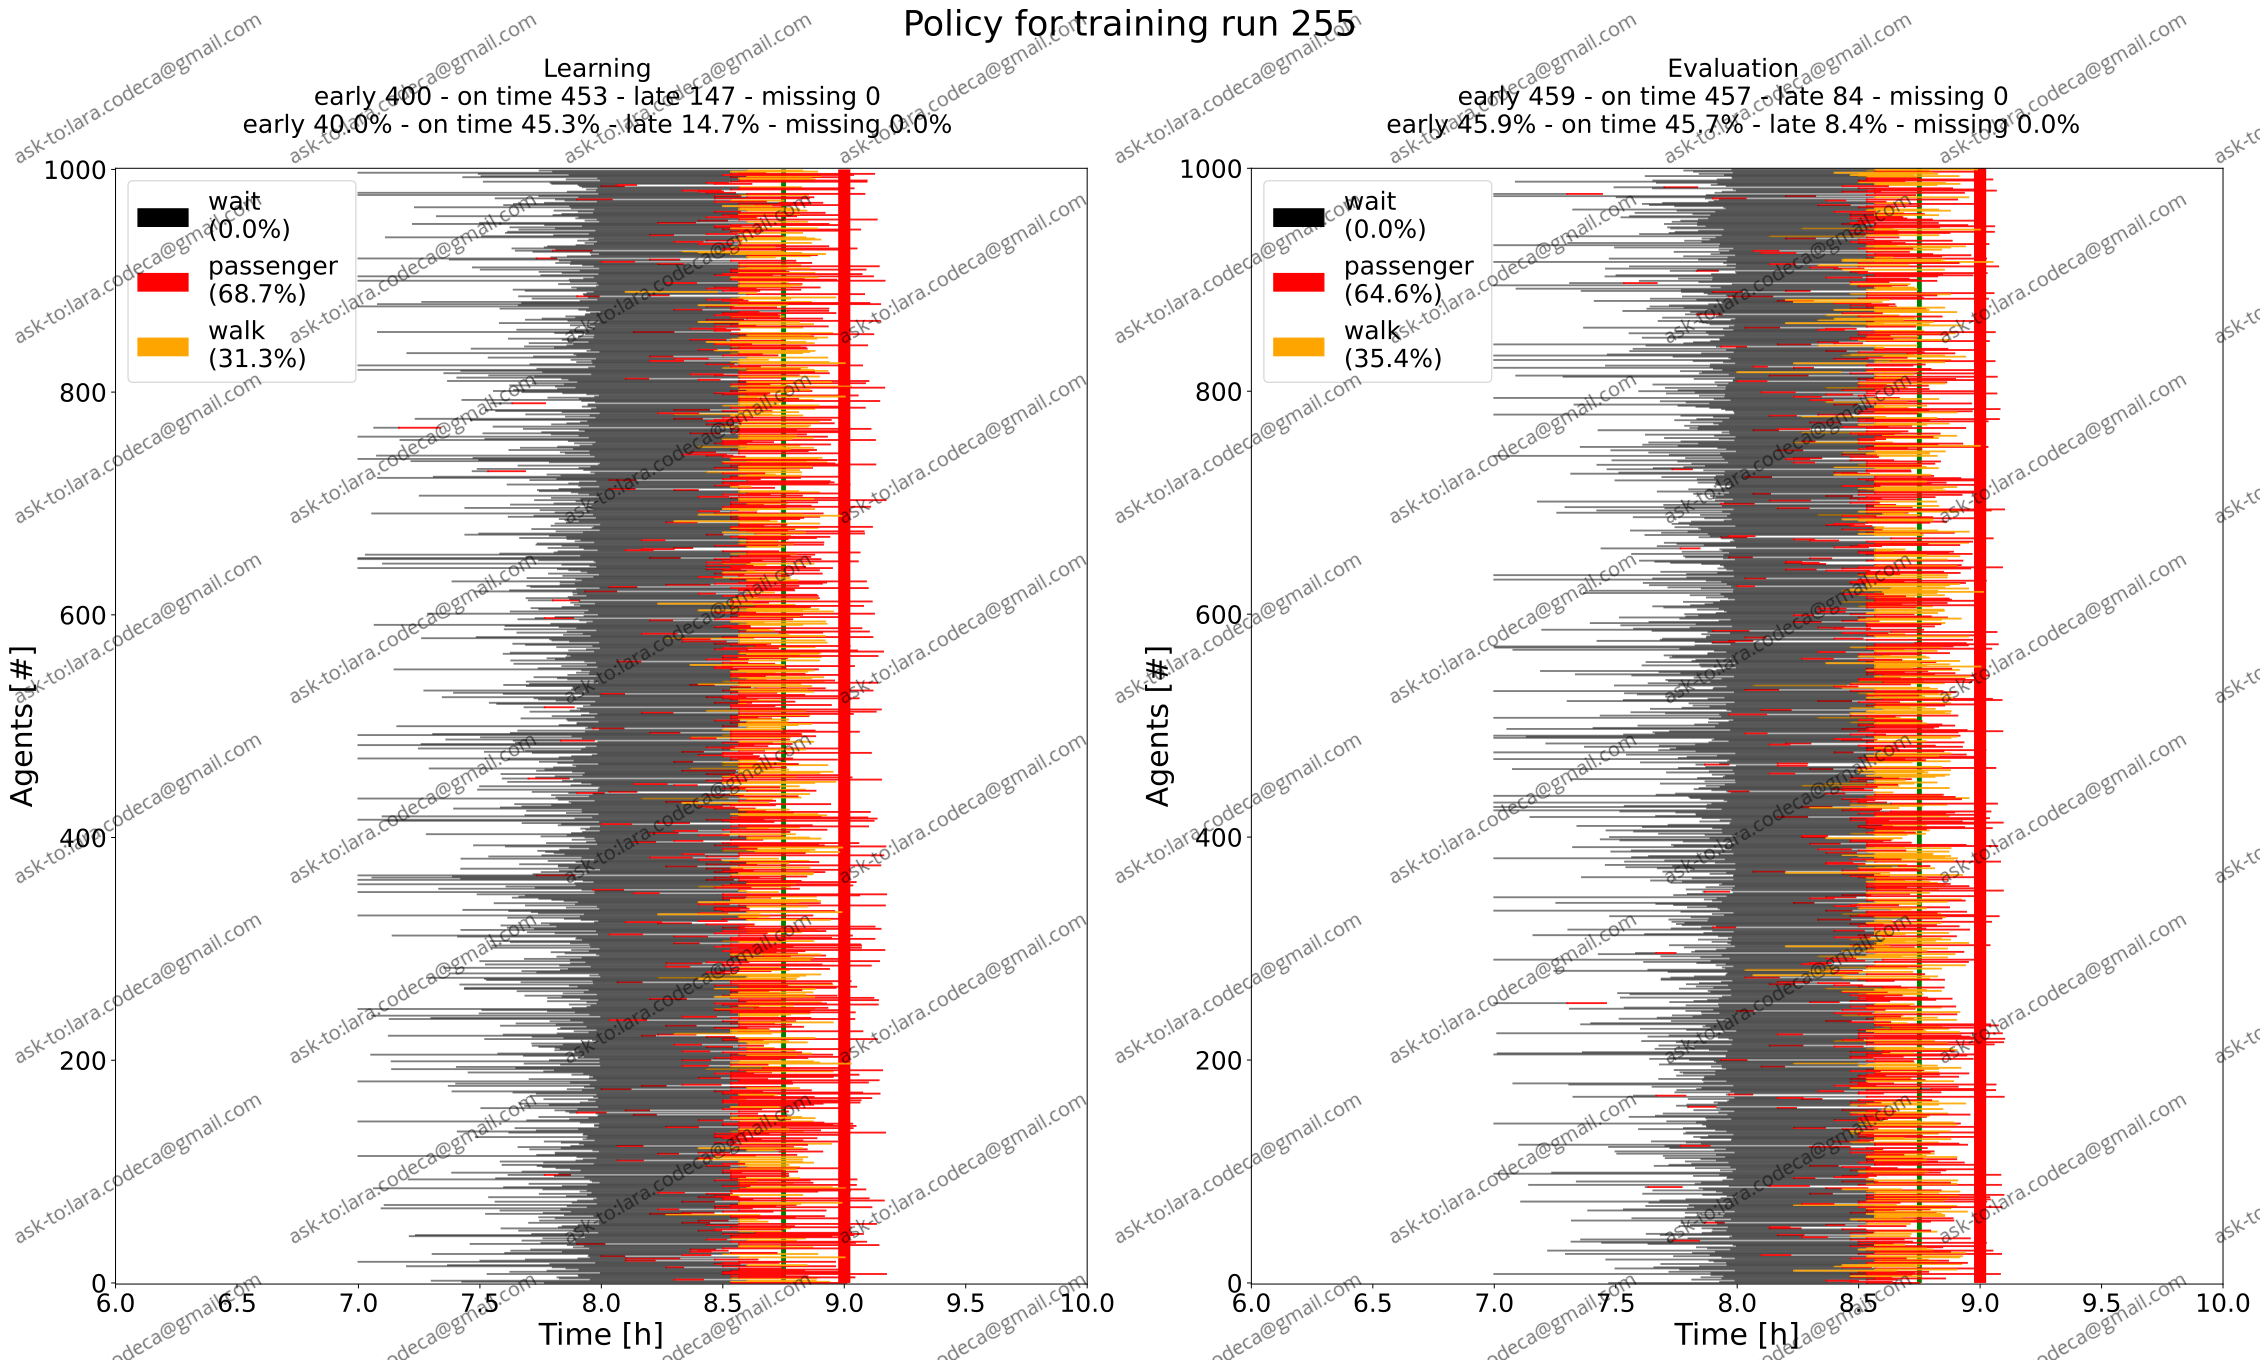 Policy for training run 255
Learning
early 400 - on time 453 - late 147 - missing 0
early 40.0% - on time 45.3% - late 14.7% - missing 0.0%
wait
(0.0%)
passenger
(68.7%)
walk
(31.3%)
Agents [#]
1000
800
600
400
200
0
6.0 6.5 7.0 7.5 8.0 8.5 9.0 9.5 10.0
Time [h]
Evaluation
early 459 - on time 457 - late 84 - missing 0
early 45.9% - on time 45.7% - late 8.4% - missing 0.0%
wait
(0.0%)
passenger
(64.6%)
walk
(35.4%)
Agents [#]
1000
800
600
400
200
0
6.0 6.5 7.0 7.5 8.0 8.5 9.0 9.5 10.0
Time [h]
ask-to:lara.codeca@gmail.com